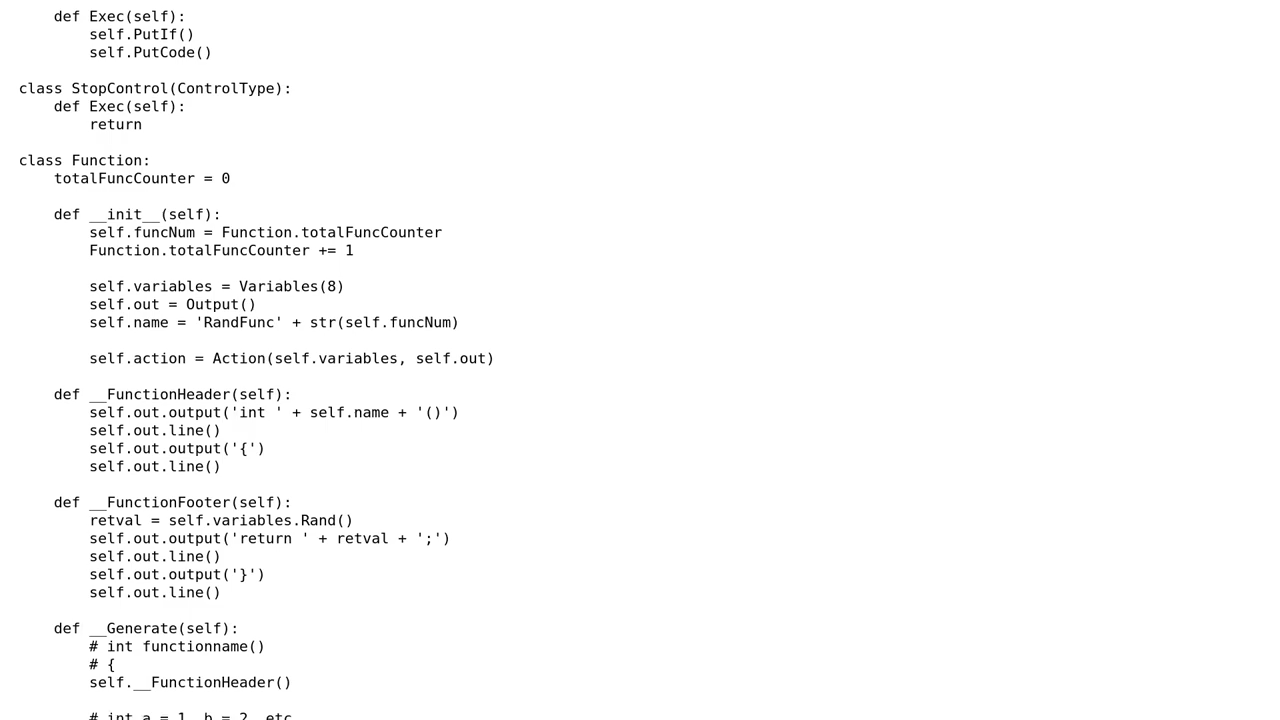 def Exec(self):
        self.PutIf()
        self.PutCode()

class StopControl(ControlType):
    def Exec(self):
        return

class Function:
    totalFuncCounter = 0

    def __init__(self):
        self.funcNum = Function.totalFuncCounter
        Function.totalFuncCounter += 1

        self.variables = Variables(8)
        self.out = Output()
        self.name = 'RandFunc' + str(self.funcNum)

        self.action = Action(self.variables, self.out)

    def __FunctionHeader(self):
        self.out.output('int ' + self.name + '()')
        self.out.line()
        self.out.output('{')
        self.out.line()

    def __FunctionFooter(self):
        retval = self.variables.Rand()
        self.out.output('return ' + retval + ';')
        self.out.line()
        self.out.output('}')
        self.out.line()

    def __Generate(self):
        # int functionname()
        # {
        self.__FunctionHeader()

        # int a = 1, b = 2, etc